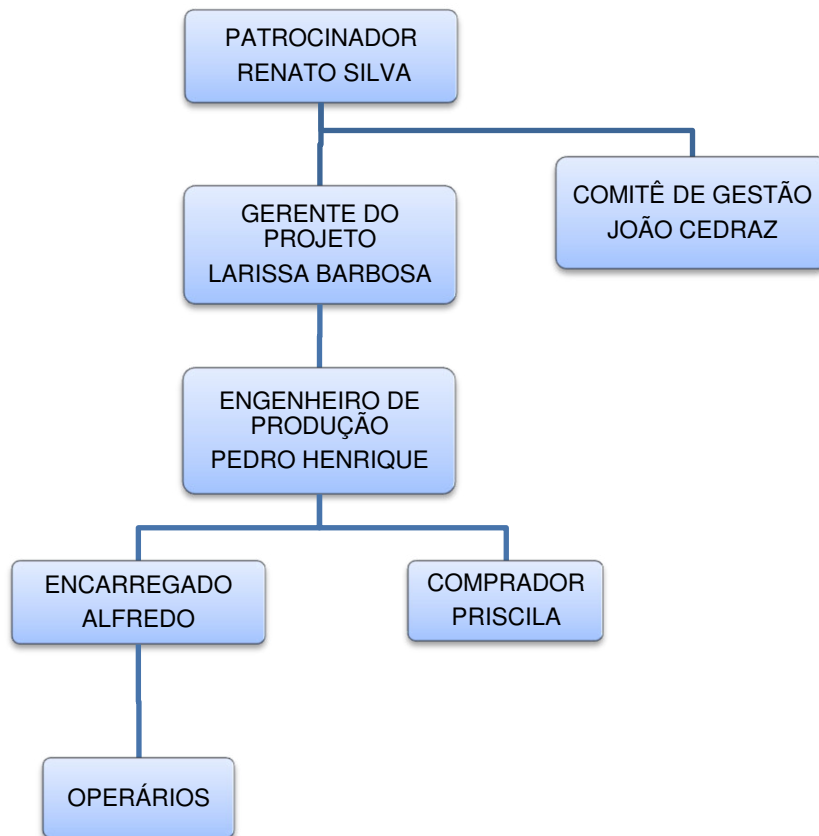 PATROCINADOR
RENATO SILVA
COMITÊ DE GESTÃO
JOÃO CEDRAZ
GERENTE DO
PROJETO
LARISSA BARBOSA
ENGENHEIRO DE
PRODUÇÃO
PEDRO HENRIQUE
ENCARREGADO
ALFREDO
COMPRADOR
PRISCILA
OPERÁRIOS